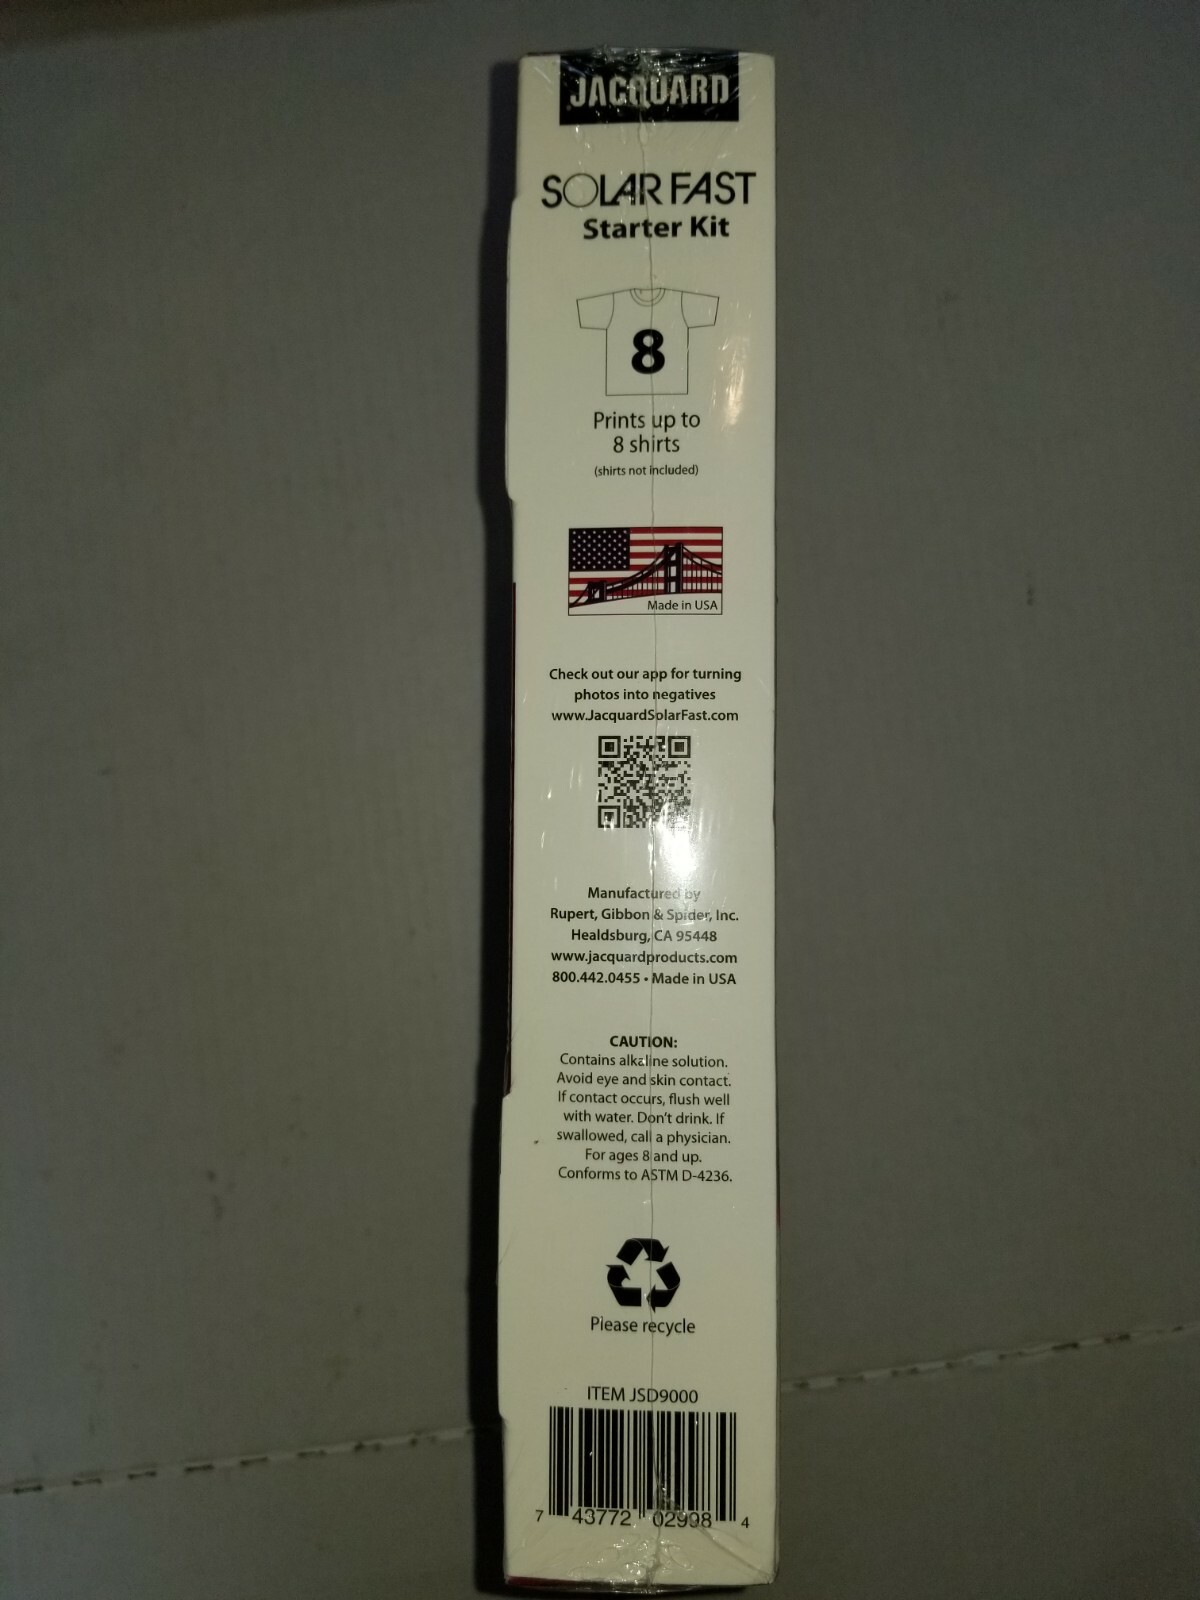 JACQUARD
SOLARFAST
Starter Kit
8
Prints up to
8 shirts
(shirts not included)
Made in USA
Check out our app for turning
photos into negatives
www.JacquardSolarFast.com
Manufactured by
Rupert, Gibbon & Spider, Inc.
Healdsburg, CA 95448
www.jacquardproducts.com
800.442.0455 • Made in USA
CAUTION:
Contains alkaline solution.
Avoid eye and skin contact.
If contact occurs, flush well
with water. Don't drink. If
swallowed, call a physician.
For ages 8 and up.
Conforms to ASTM D-4236.
Please recycle
ITEM JSD9000
7 43772 02998 4